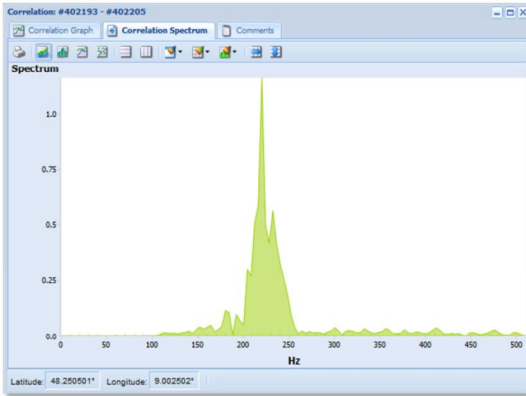 Correlation: #402193 - #402205
Correlation Graph Correlation Spectrum Comments
Spectrum
1.0
0.75
0.5
0.25
0.0
0 50 100 150 200 250 300 350 400 450 500
Hz
Latitude: 48.250501° Longitude: 9.002502°